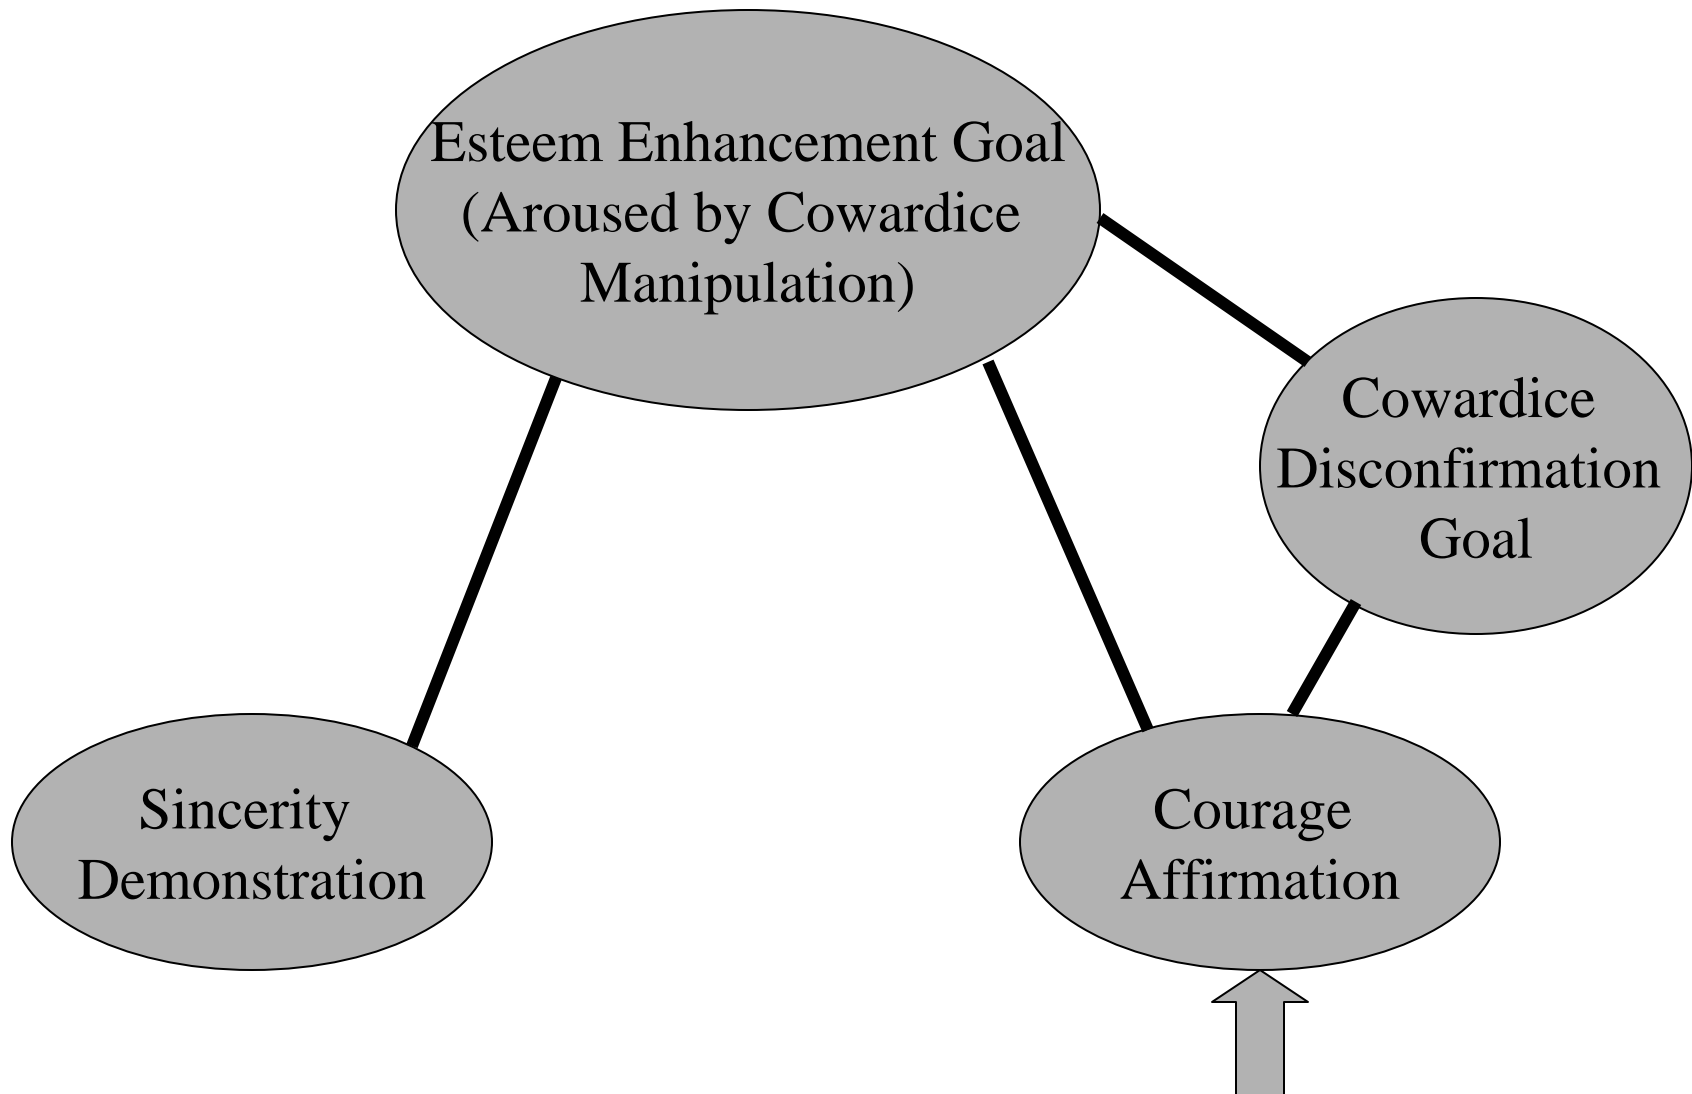 Esteem Enhancement Goal
(Aroused by Cowardice
Manipulation)
Cowardice
Disconfirmation
Goal
Sincerity
Demonstration
Courage
Affirmation